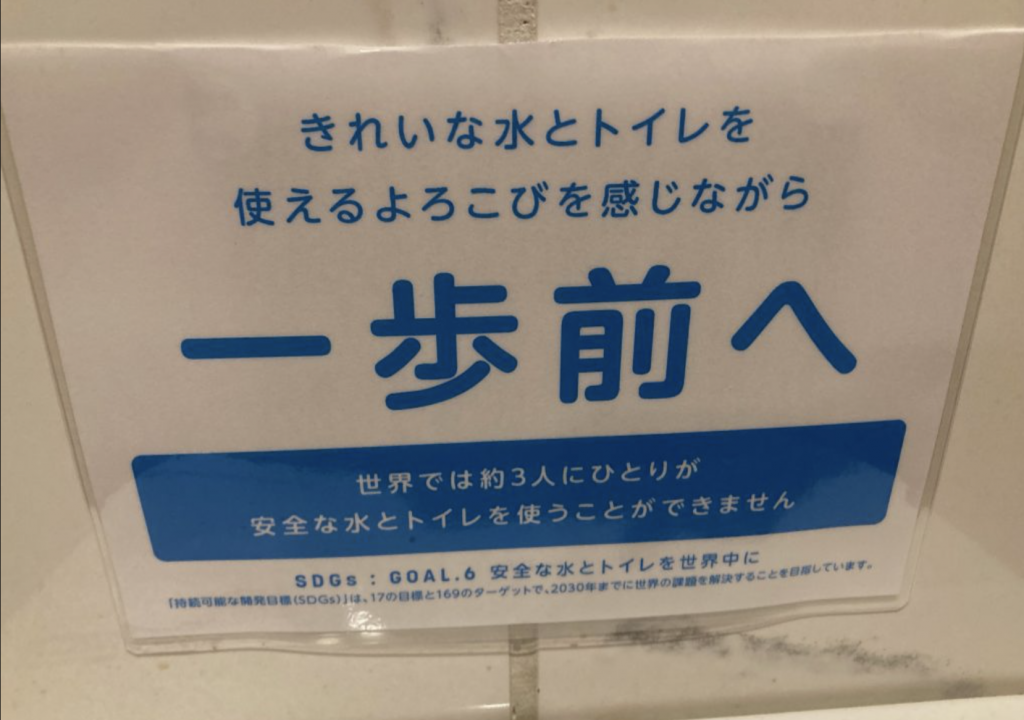 きれいな水とトイレを
使えるよろこびを感じながら
一歩前へ
世界では約3人にひとりが
安全な水とトイレを使うことができません
SDGs : GOAL.6 安全な水とトイレを世界中に
「持続可能な開発目標(SDGs)」は、17の目標と169のターゲットで、2030年までに世界の課題を解決することを目指しています。